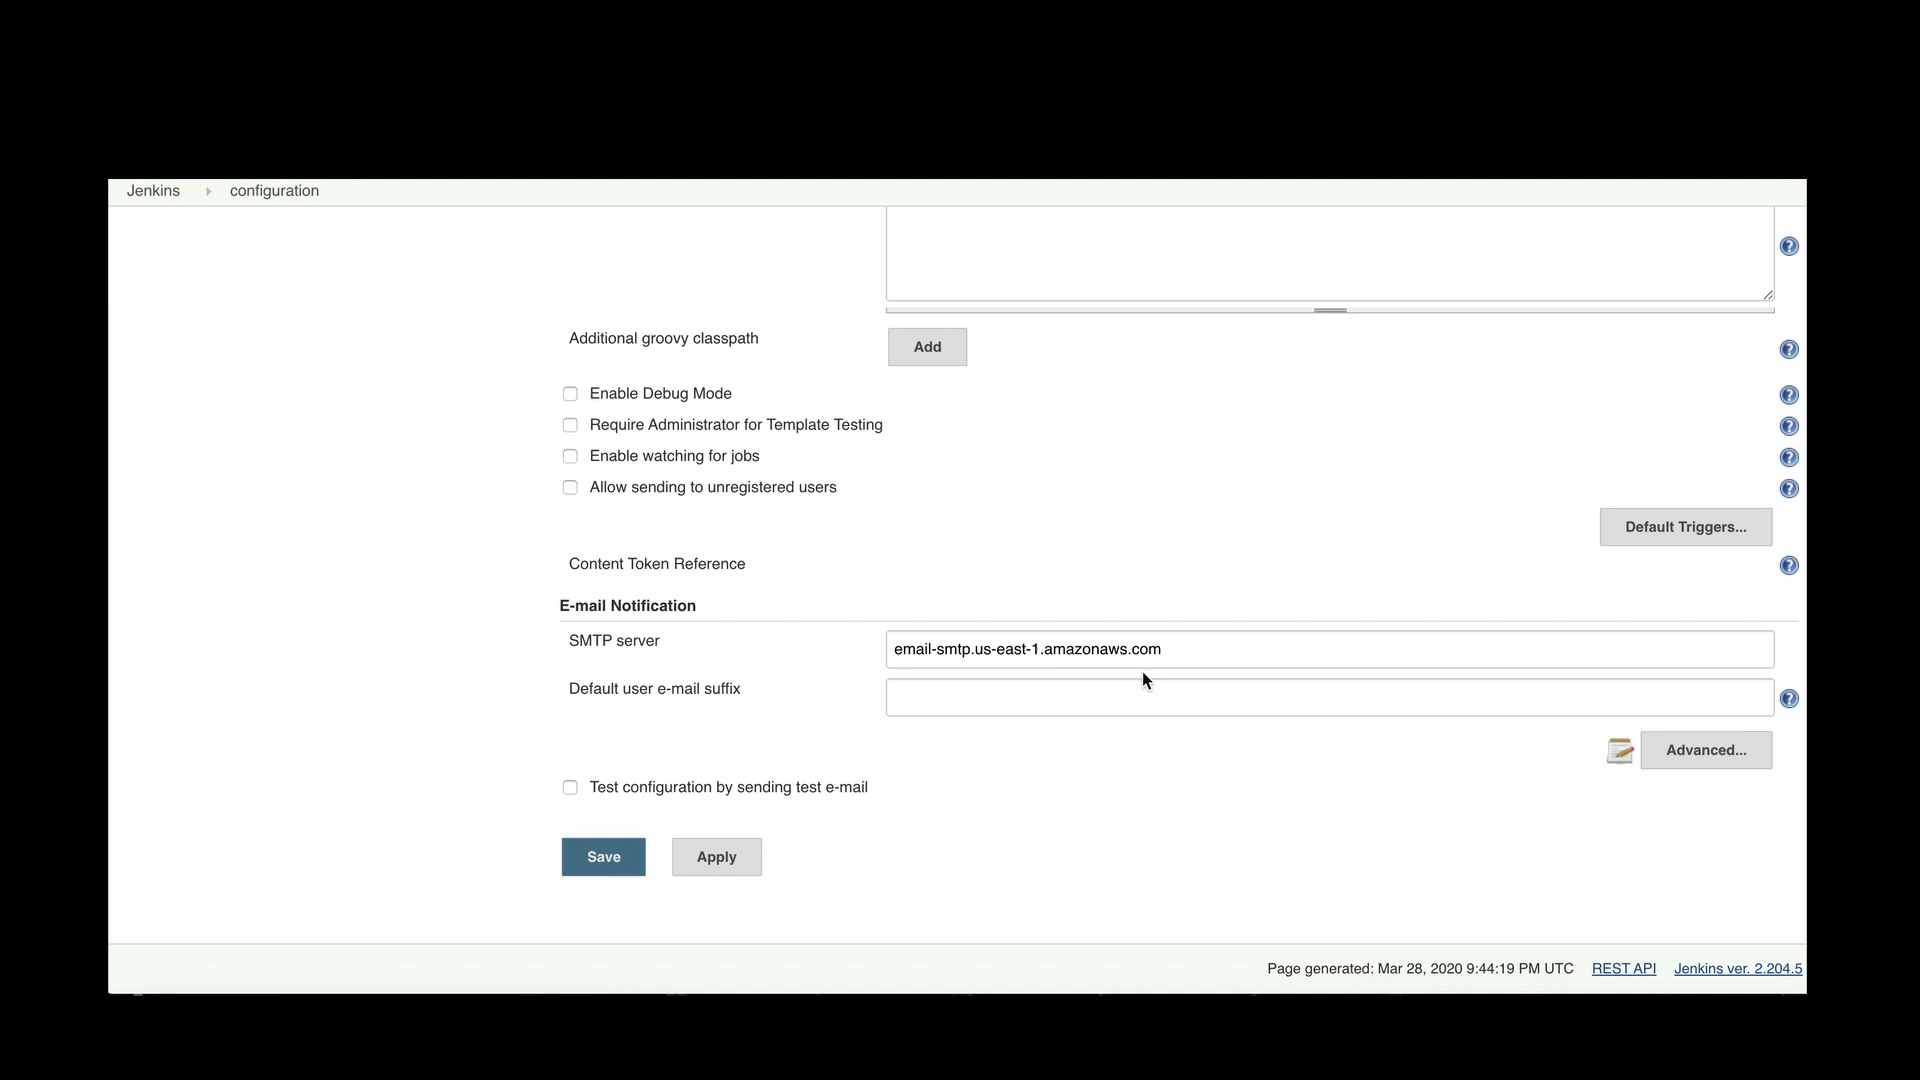 Jenkins configuration
Additional groovy classpath Add
Enable Debug Mode
Require Administrator for Template Testing
Enable watching for jobs
Allow sending to unregistered users
Default Triggers...
Content Token Reference
E-mail Notification
SMTP server email-smtp.us-east-1.amazonaws.com
Default user e-mail suffix
Advanced...
Test configuration by sending test e-mail
Save Apply
Page generated: Mar 28, 2020 9:44:19 PM UTC REST API Jenkins ver. 2.204.5